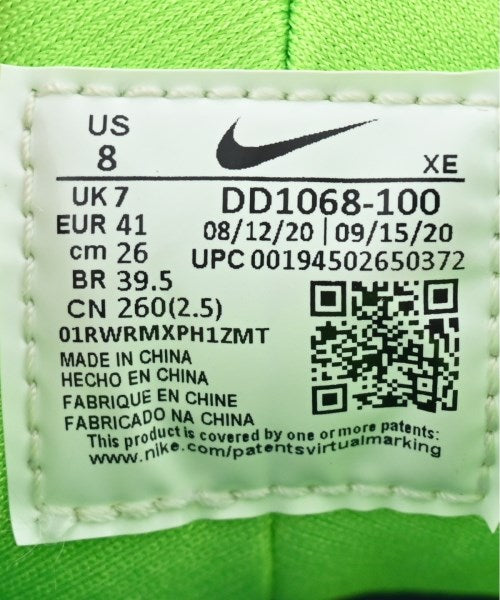 US
8
XE
UK 7
DD1068-100
EUR 41
08/12/20 | 09/15/20
cm 26
UPC 00194502650372
BR 39.5
CN 260(2.5)
01RWRMXPH1ZMT
MADE IN CHINA
HECHO EN CHINA
FABRIQUE EN CHINE
FABRICADO NA CHINA
This product is covered by one or more patents:
www.nike.com/patentsvirtualmarking